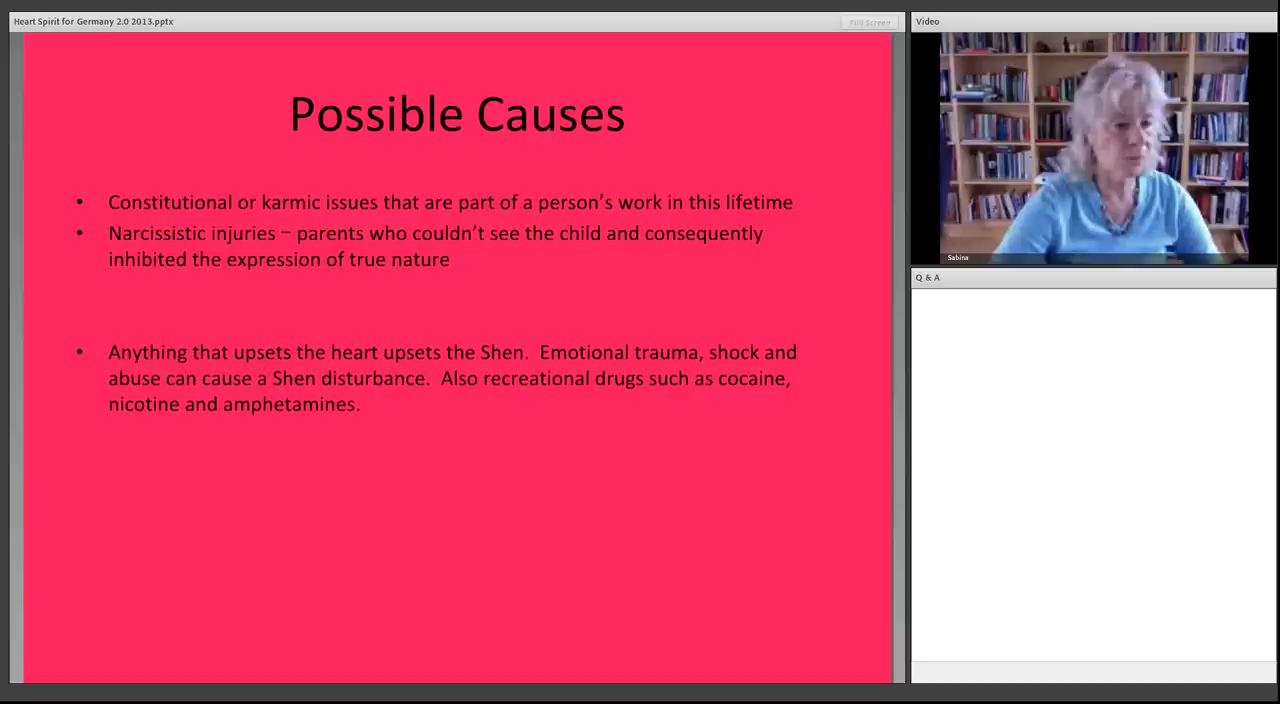 Heart Spirit for Germany 2.0 2013.pptx
Full Screen
Possible Causes
• Constitutional or karmic issues that are part of a person’s work in this lifetime
• Narcissistic injuries – parents who couldn’t see the child and consequently
inhibited the expression of true nature
• Anything that upsets the heart upsets the Shen.  Emotional trauma, shock and
abuse can cause a Shen disturbance.  Also recreational drugs such as cocaine,
nicotine and amphetamines.
Video
Sabina
Q & A